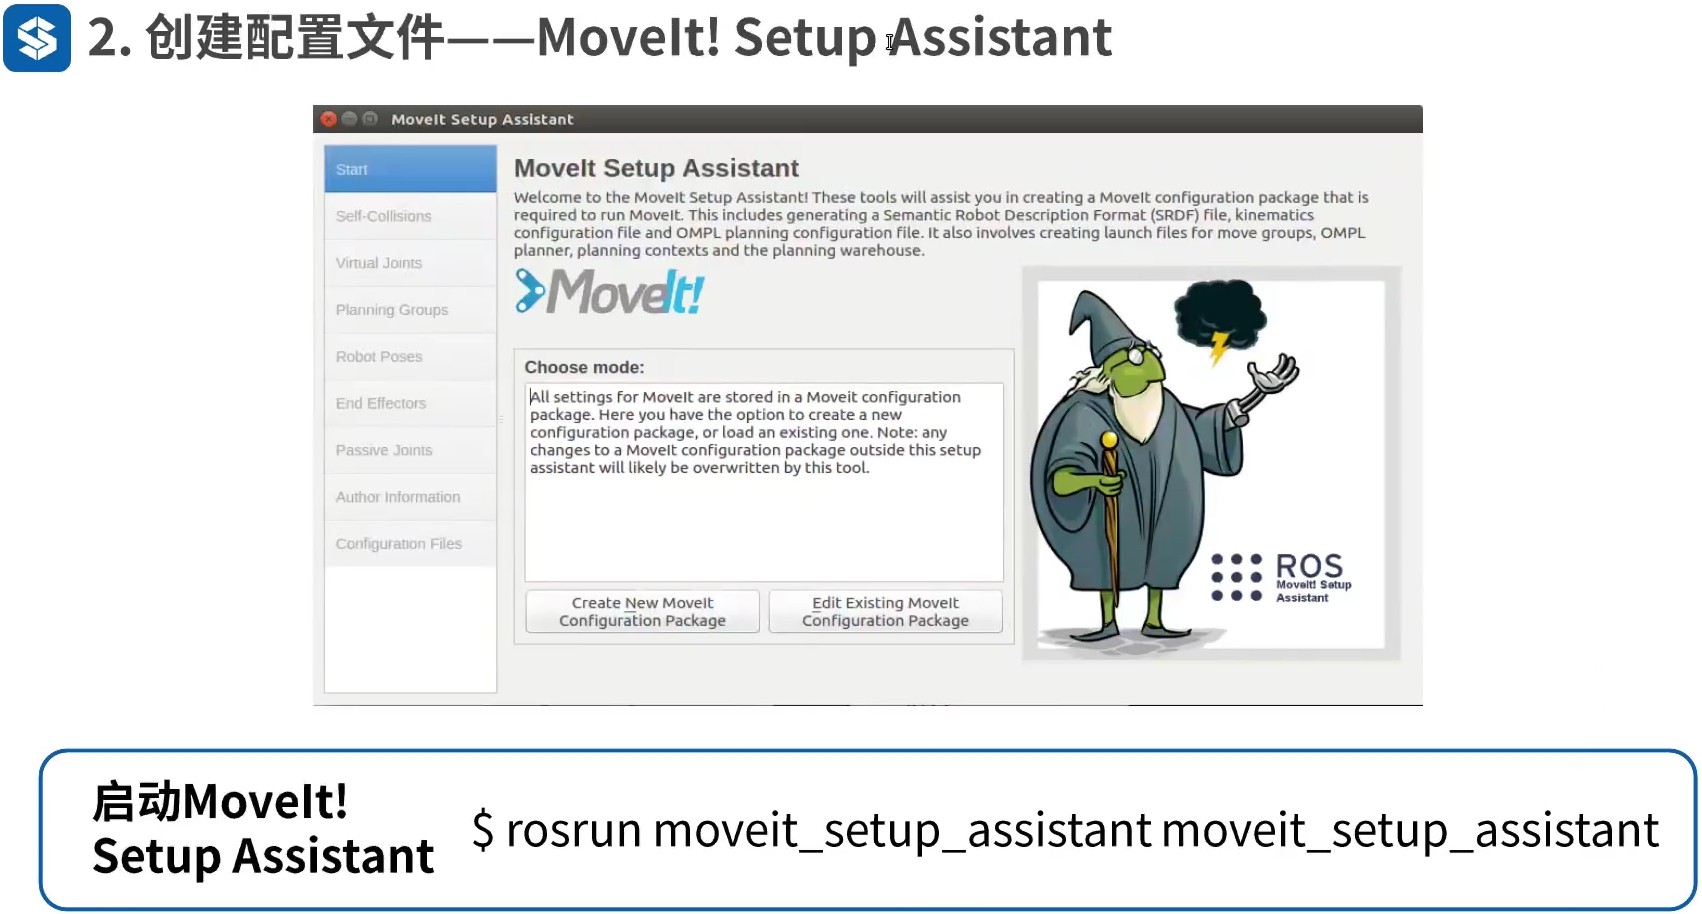 2. 创建配置文件——MoveIt! Setup Assistant
MoveIt Setup Assistant
Start
Self-Collisions
Virtual Joints
Planning Groups
Robot Poses
End Effectors
Passive Joints
Author Information
Configuration Files
MoveIt Setup Assistant
Welcome to the MoveIt Setup Assistant! These tools will assist you in creating a MoveIt configuration package that is
required to run MoveIt. This includes generating a Semantic Robot Description Format (SRDF) file, kinematics
configuration file and OMPL planning configuration file. It also involves creating launch files for move groups, OMPL
planner, planning contexts and the planning warehouse.
MoveIt!
Choose mode:
All settings for MoveIt are stored in a Moveit configuration
package. Here you have the option to create a new
configuration package, or load an existing one. Note: any
changes to a MoveIt configuration package outside this setup
assistant will likely be overwritten by this tool.
Create New MoveIt
Configuration Package
Edit Existing MoveIt
Configuration Package
ROS
MoveIt! Setup
Assistant
启动MoveIt!
Setup Assistant
$ rosrun moveit_setup_assistant moveit_setup_assistant